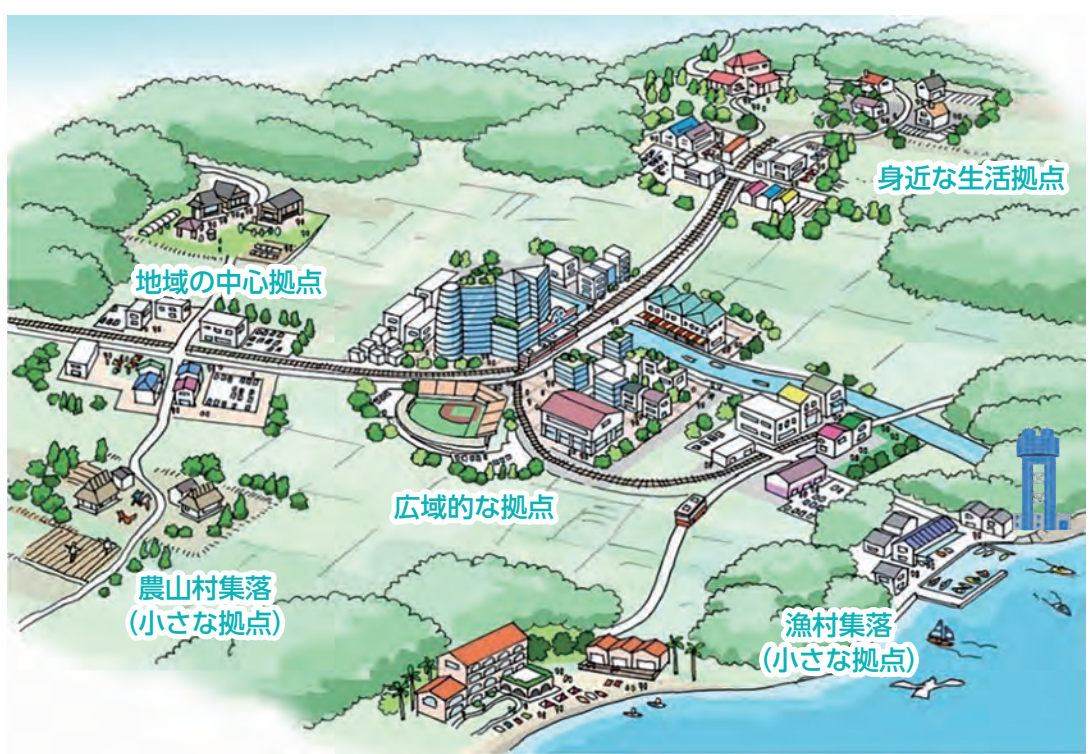 身近な生活拠点
地域の中心拠点
広域的な拠点
農山村集落
(小さな拠点)
漁村集落
(小さな拠点)